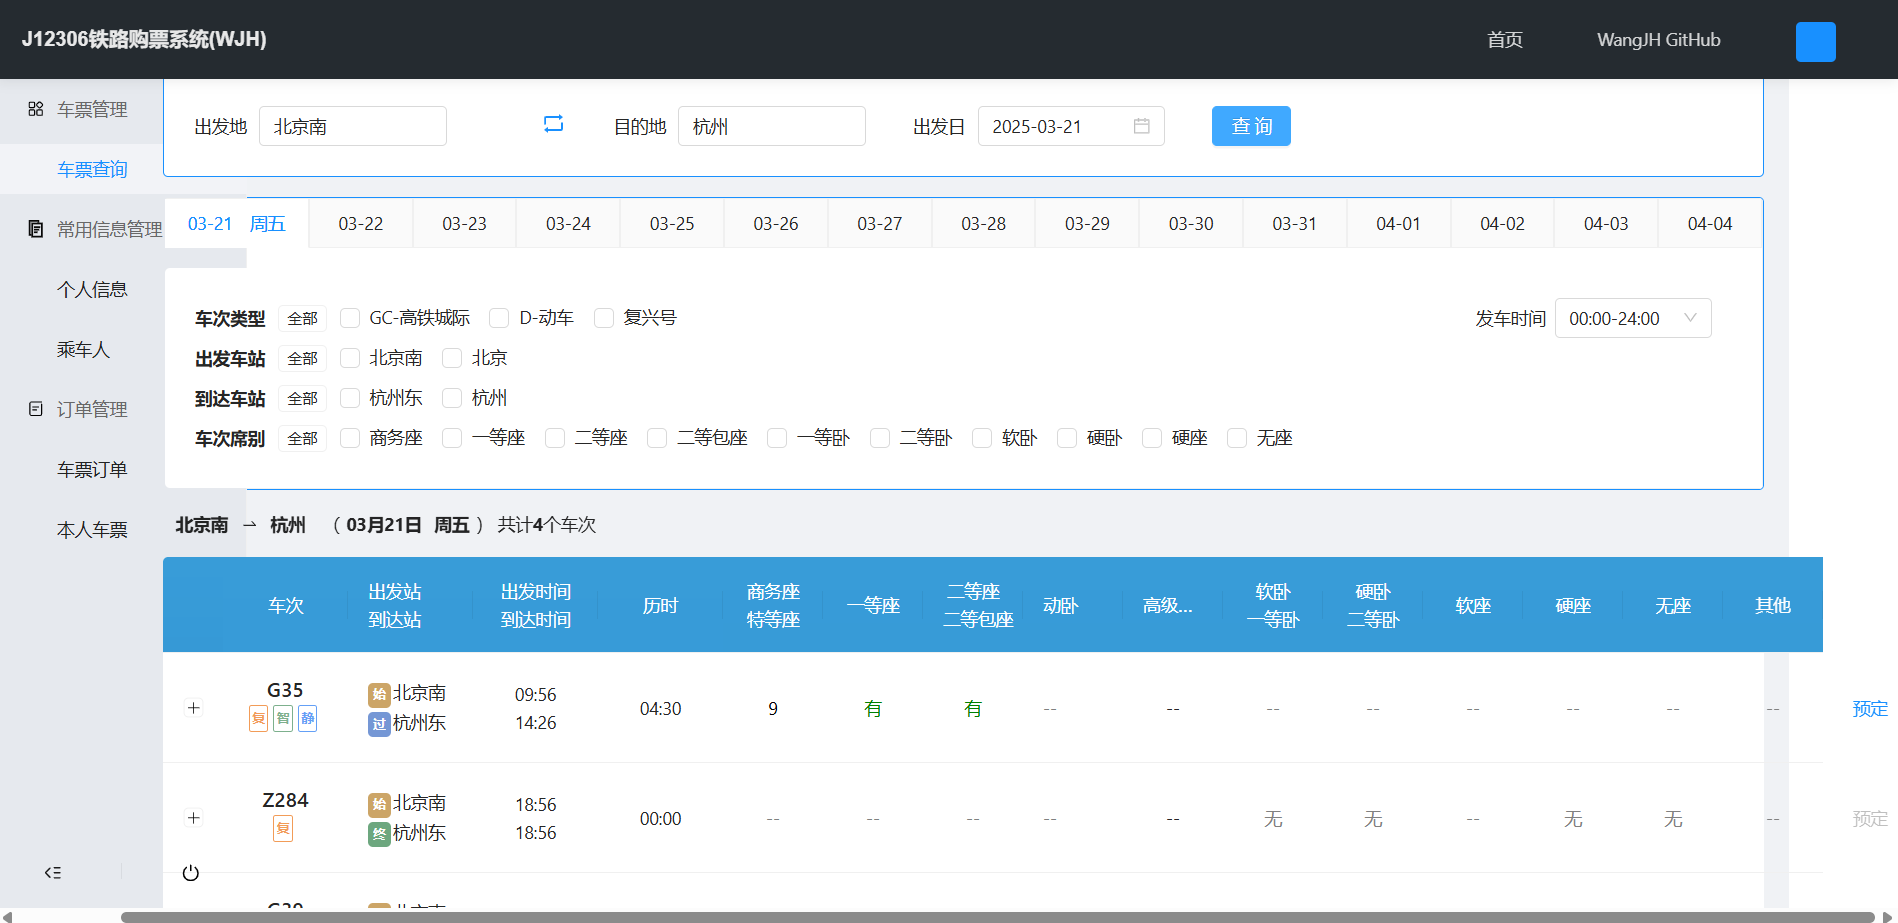 J12306铁路购票系统(WJH)
首页
WangJH GitHub
车票管理
车票查询
常用信息管理
个人信息
乘车人
订单管理
车票订单
本人车票
出发地 北京南
目的地 杭州
出发日 2025-03-21
查 询
03-21 周五 03-22 03-23 03-24 03-25 03-26 03-27 03-28 03-29 03-30 03-31 04-01 04-02 04-03 04-04
车次类型 全部 GC-高铁城际 D-动车 复兴号
发车时间 00:00-24:00
出发车站 全部 北京南 北京
到达车站 全部 杭州东 杭州
车次席别 全部 商务座 一等座 二等座 二等包座 一等卧 二等卧 软卧 硬卧 硬座 无座
北京南 → 杭州 （ 03月21日 周五 ） 共计4个车次
车次
出发站
到达站
出发时间
到达时间
历时
商务座
特等座
一等座
二等座
二等包座
动卧
高级...
软卧
一等卧
硬卧
二等卧
软座
硬座
无座
其他
+
G35
复 智 静
始 北京南
过 杭州东
09:56
14:26
04:30
9 有 有 -- -- -- -- -- -- -- -- 预定
+
Z284
复
始 北京南
终 杭州东
18:56
18:56
00:00
-- -- -- -- -- 无 无 -- 无 无 -- 预定